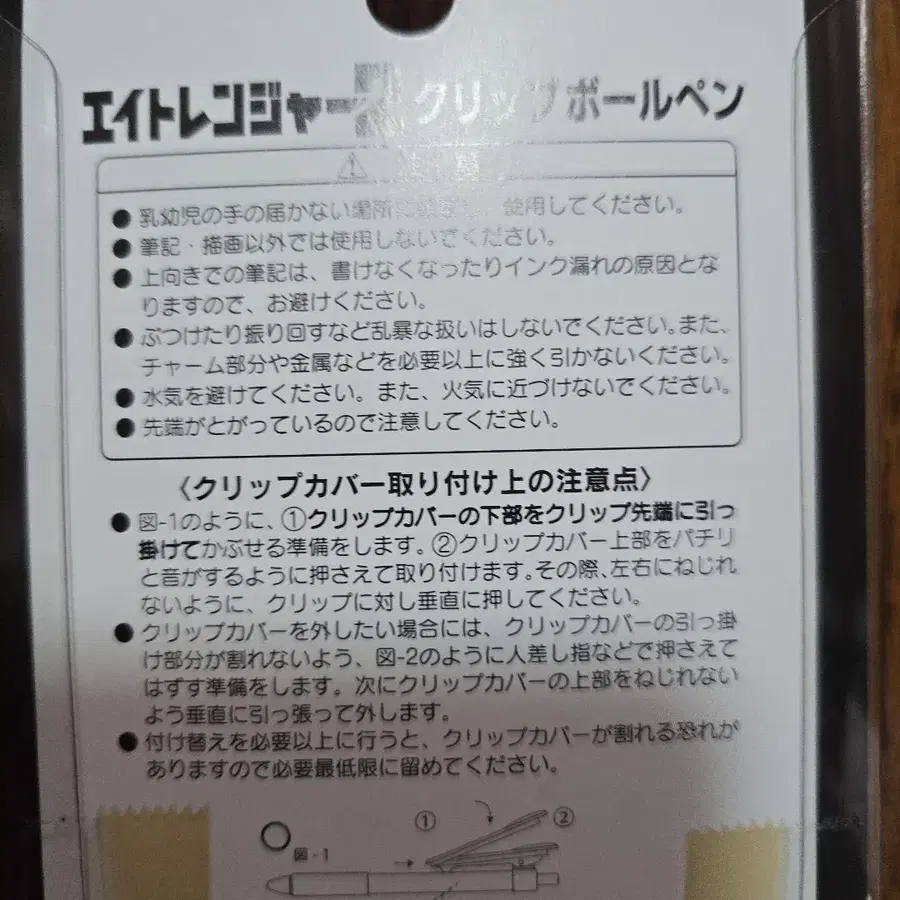 エイトレンジャー2 クリップボールペン
● 乳幼児の手の届かない場所に 使用してください。
● 筆記・描画以外では使用しないでください。
● 上向きでの筆記は、書けなくなったりインク漏れの原因とな
りますので、お避けください。
● ぶつけたり振り回すなど乱暴な扱いはしないでください。また、
チャーム部分や金属などを必要以上に強く引かないください。
● 水気を避けてください。また、火気に近づけないでください。
● 先端がとがっているので注意してください。
〈クリップカバー取り付け上の注意点〉
● 図-1のように、①クリップカバーの下部をクリップ先端に引っ
掛けてかぶせる準備をします。②クリップカバー上部をパチリ
と音がするように押さえて取り付けます。その際、左右にねじれ
ないように、クリップに対し垂直に押してください。
● クリップカバーを外したい場合には、クリップカバーの引っ掛
け部分が割れないよう、図-2のように人差し指などで押さえて
はずす準備をします。次にクリップカバーの上部をねじれない
よう垂直に引っ張って外します。
● 付け替えを必要以上に行うと、クリップカバーが割れる恐れが
ありますので必要最低限に留めてください。
① ②
図-1